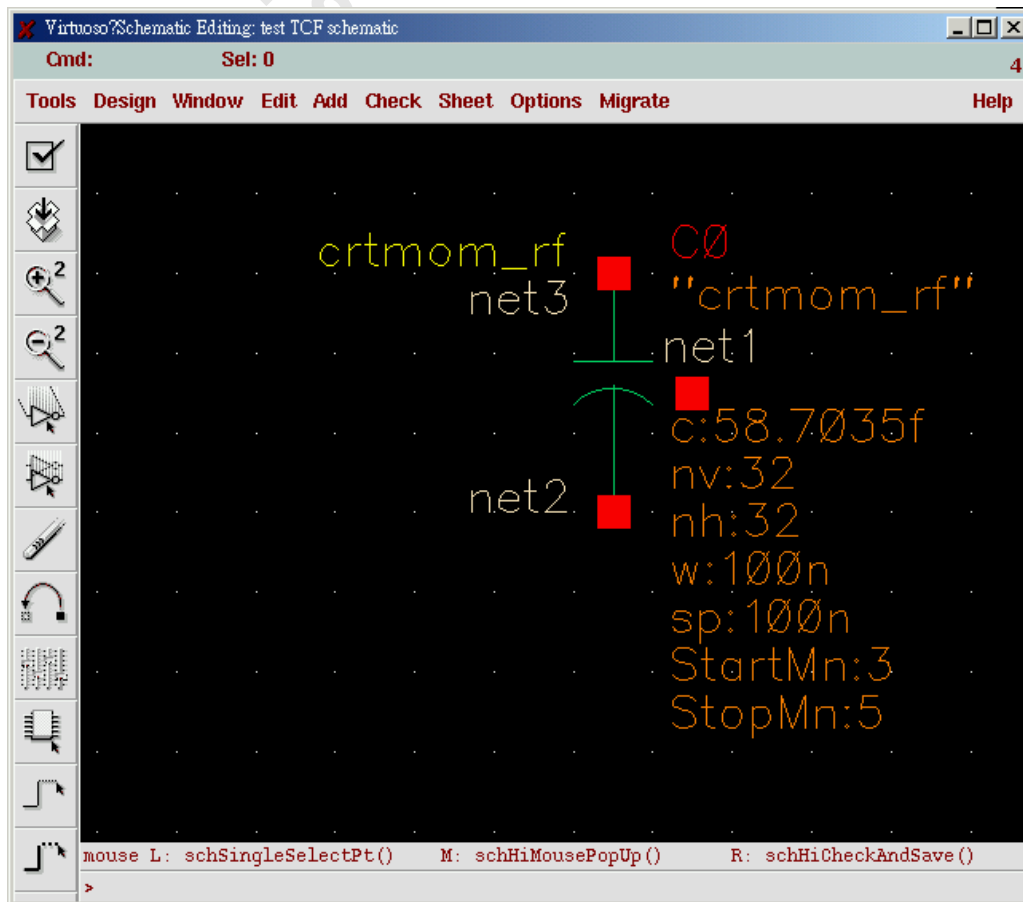 Virtuoso?Schematic Editing: test TCF schematic
Cmd: Sel: 0
4
Tools Design Window Edit Add Check Sheet Options Migrate Help
2
2
crtmom_rf
C0
net3
"crtmom_rf"
net1
c:58.7035f
nv:32
net2
nh:32
w:100n
sp:100n
StartMn:3
StopMn:5
mouse L: schSingleSelectPt() M: schHiMousePopUp() R: schHiCheckAndSave()
>